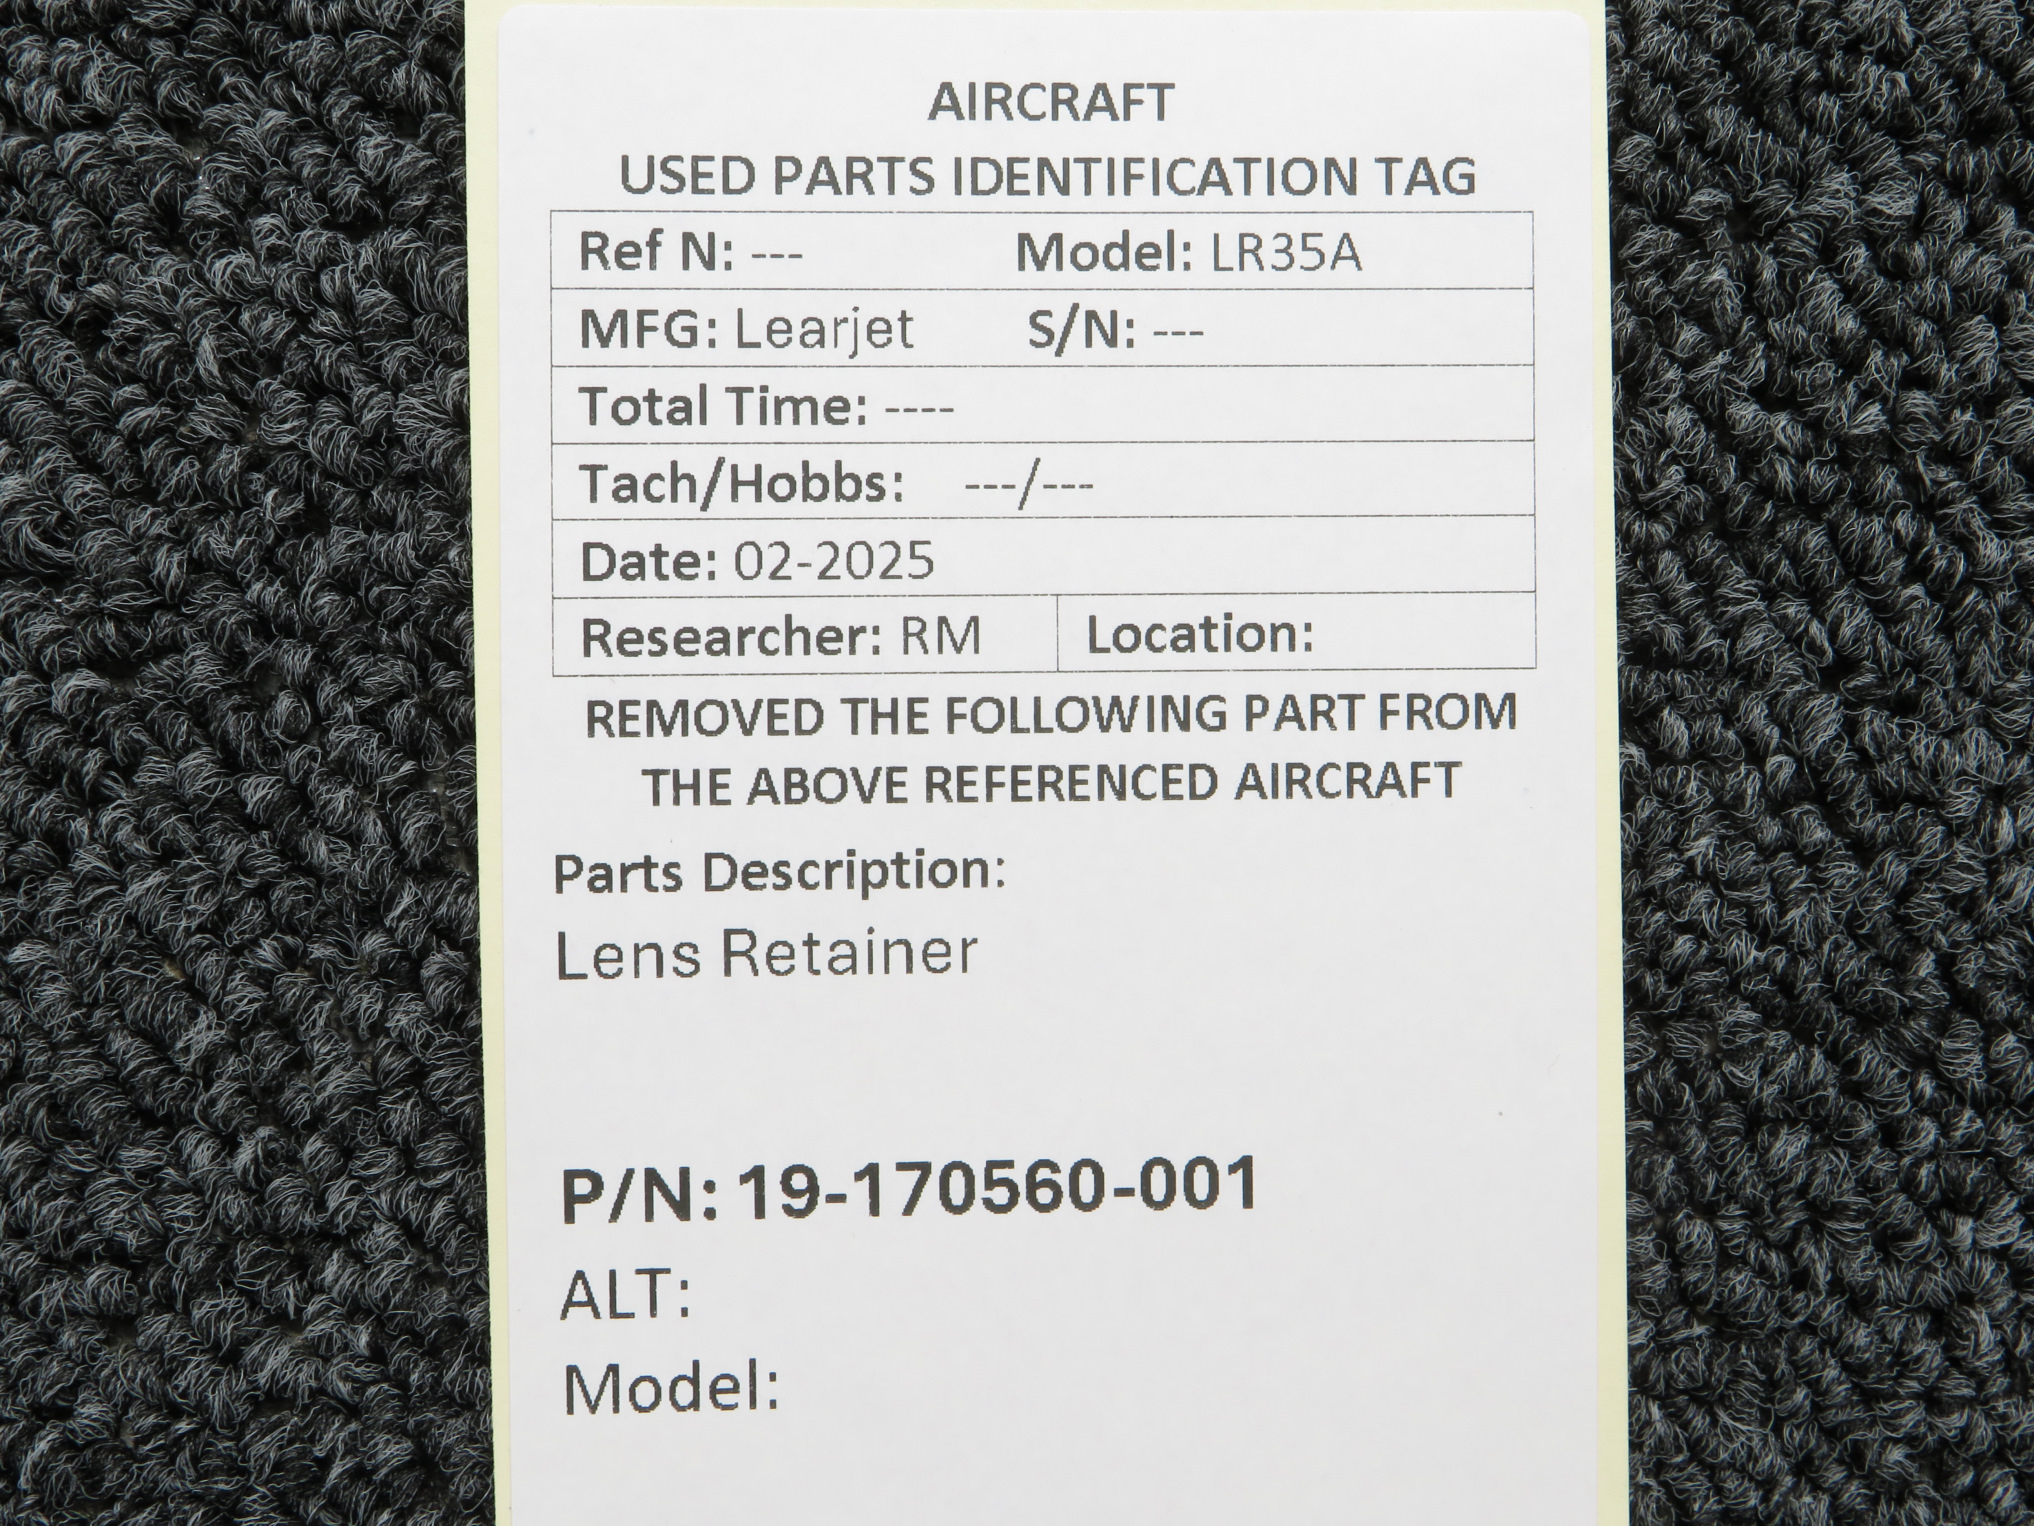 AIRCRAFT
USED PARTS IDENTIFICATION TAG
Ref N: --- Model: LR35A
MFG: Learjet S/N: ---
Total Time: ----
Tach/Hobbs: ---/---
Date: 02-2025
Researcher: RM Location:
REMOVED THE FOLLOWING PART FROM
THE ABOVE REFERENCED AIRCRAFT
Parts Description:
Lens Retainer
P/N: 19-170560-001
ALT:
Model: